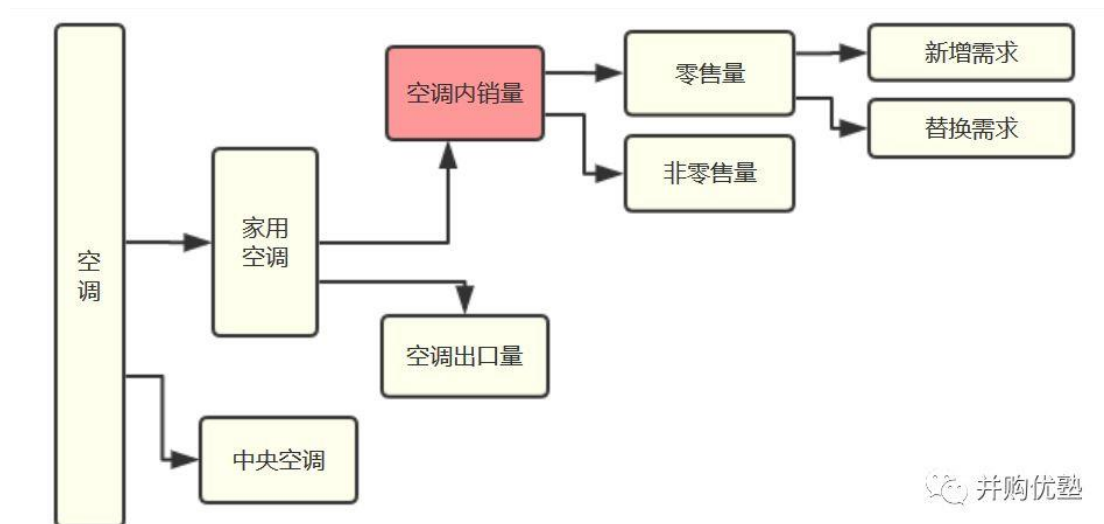 空
调
家用
空调
中央空调
空调内销量
空调出口量
零售量
非零售量
新增需求
替换需求
并购优塾